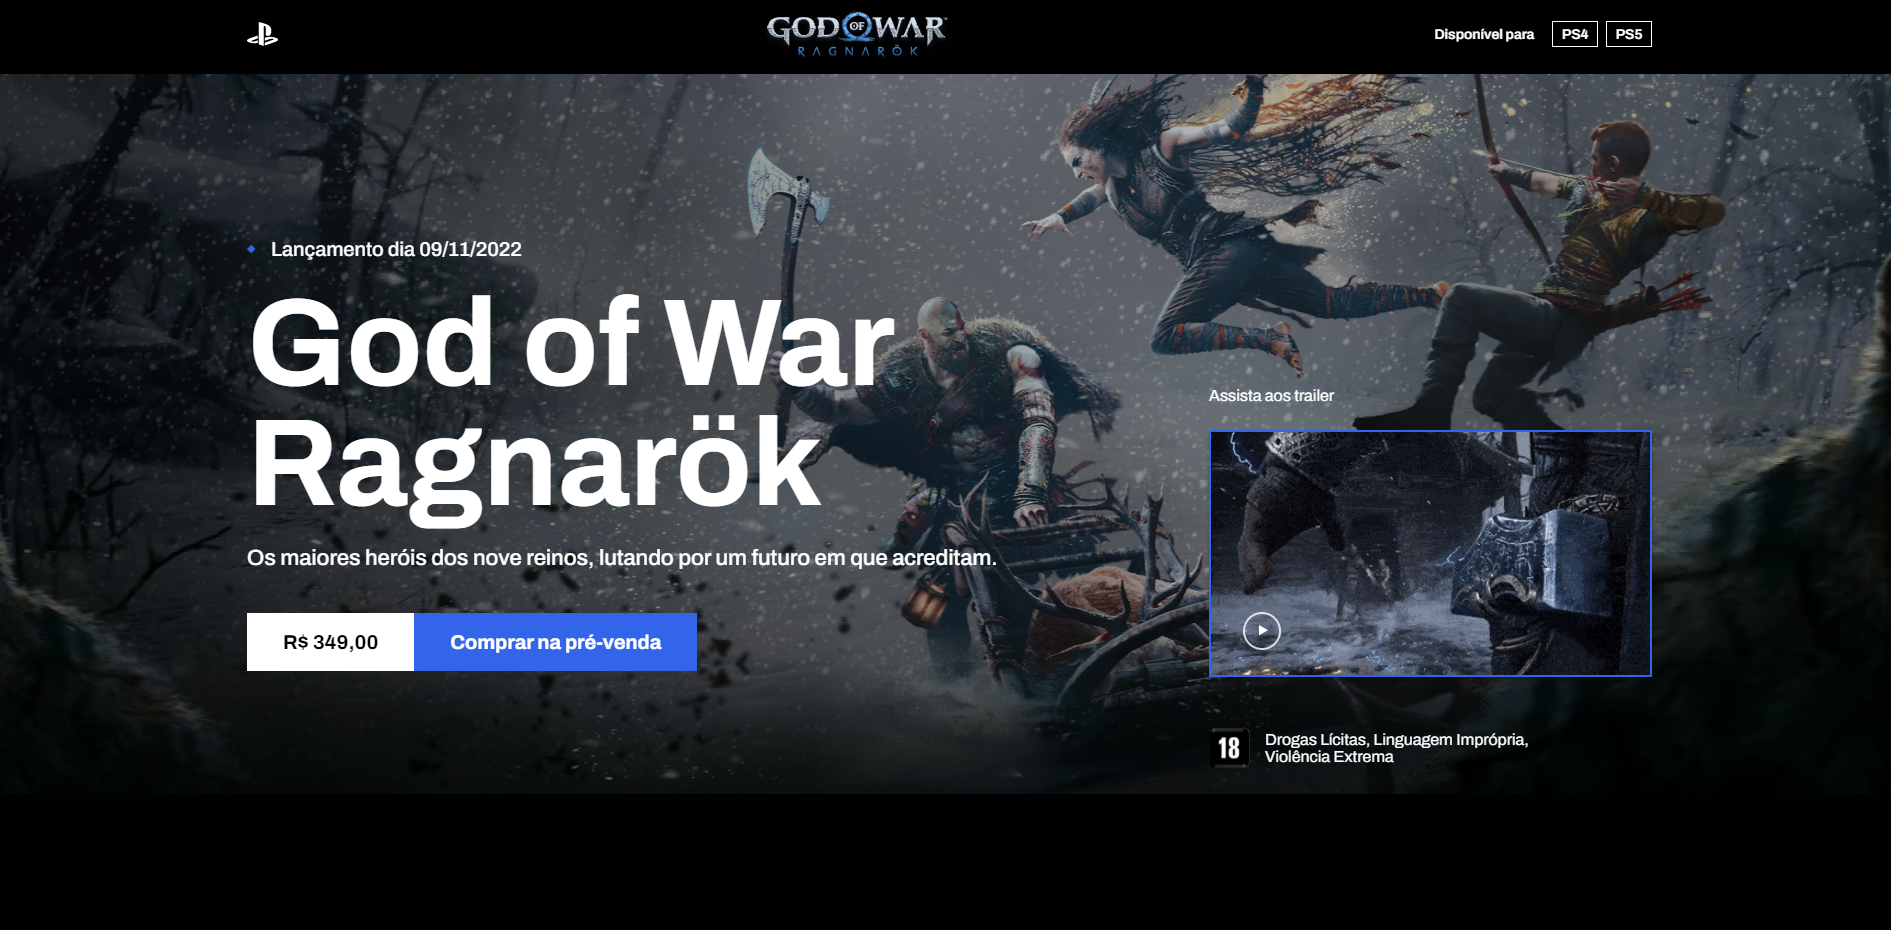 GOD OF WAR
RAGNARÖK
Disponível para PS4 PS5
Lançamento dia 09/11/2022
God of War
Ragnarök
Os maiores heróis dos nove reinos, lutando por um futuro em que acreditam.
R$ 349,00 Comprar na pré-venda
Assista aos trailer
18
Drogas Lícitas, Linguagem Imprópria,
Violência Extrema